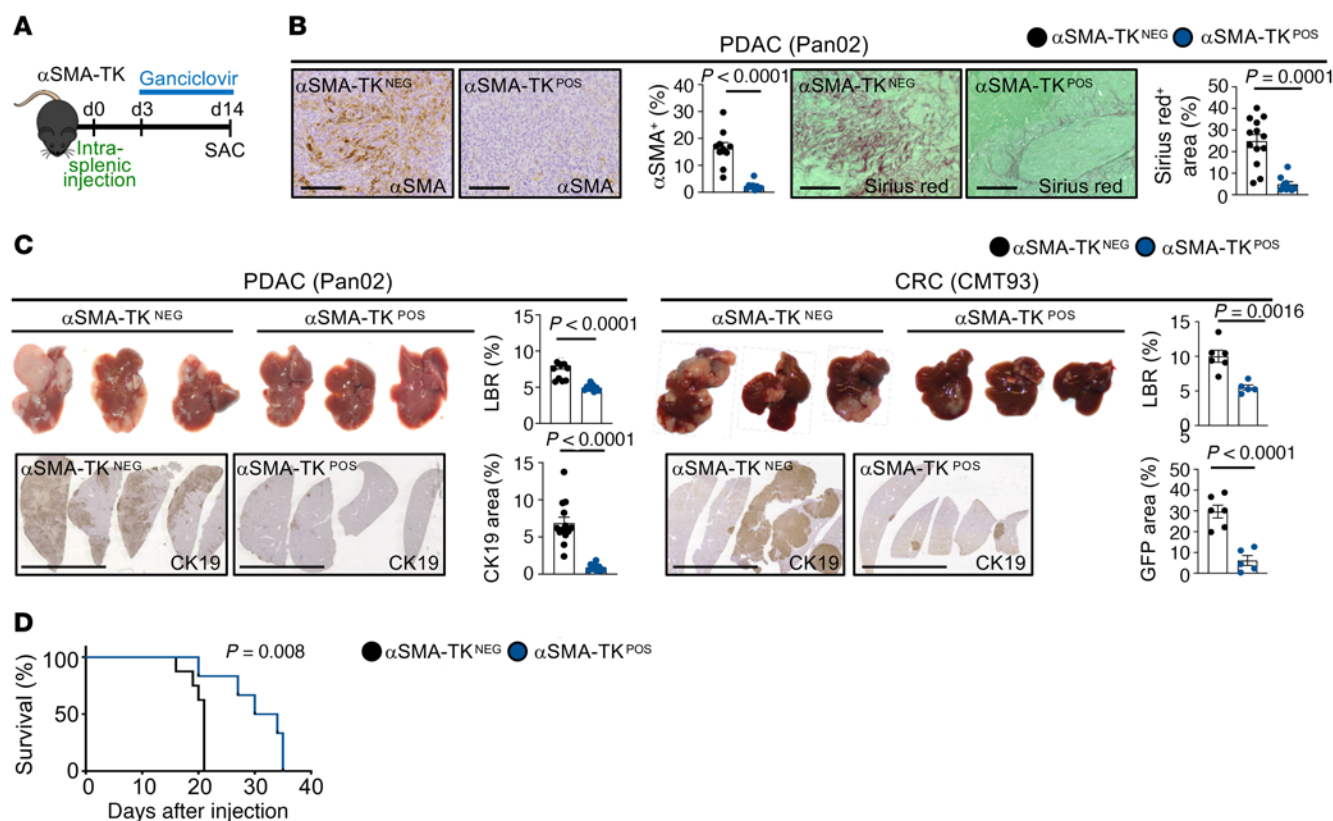 A
αSMA-TK
Ganciclovir
d0 d3 d14
Intra-
splenic
injection
SAC
B
αSMA-TK^NEG αSMA-TK^POS
PDAC (Pan02)
αSMA-TK^NEG
αSMA
αSMA-TK^POS
αSMA
P < 0.0001
αSMA⁺ (%)
40
30
20
10
0
αSMA-TK^NEG
Sirius red
αSMA-TK^POS
Sirius red
P = 0.0001
Sirius red⁺
area (%)
50
40
30
20
10
0
C
αSMA-TK^NEG αSMA-TK^POS
PDAC (Pan02)
αSMA-TK^NEG αSMA-TK^POS
P < 0.0001
LBR (%)
15
10
5
0
αSMA-TK^NEG
CK19
αSMA-TK^POS
CK19
P < 0.0001
CK19 area (%)
15
10
5
0
CRC (CMT93)
αSMA-TK^NEG αSMA-TK^POS
P = 0.0016
LBR (%)
15
10
5
0
5
αSMA-TK^NEG
CK19
αSMA-TK^POS
CK19
P < 0.0001
GFP area (%)
50
40
30
20
10
0
D
αSMA-TK^NEG αSMA-TK^POS
P = 0.008
Survival (%)
100
50
0
0 10 20 30 40
Days after injection